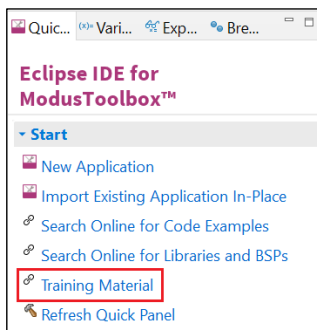 Quic... (x)= Vari... Exp... Bre...
Eclipse IDE for
ModusToolbox™
Start
New Application
Import Existing Application In-Place
Search Online for Code Examples
Search Online for Libraries and BSPs
Training Material
Refresh Quick Panel